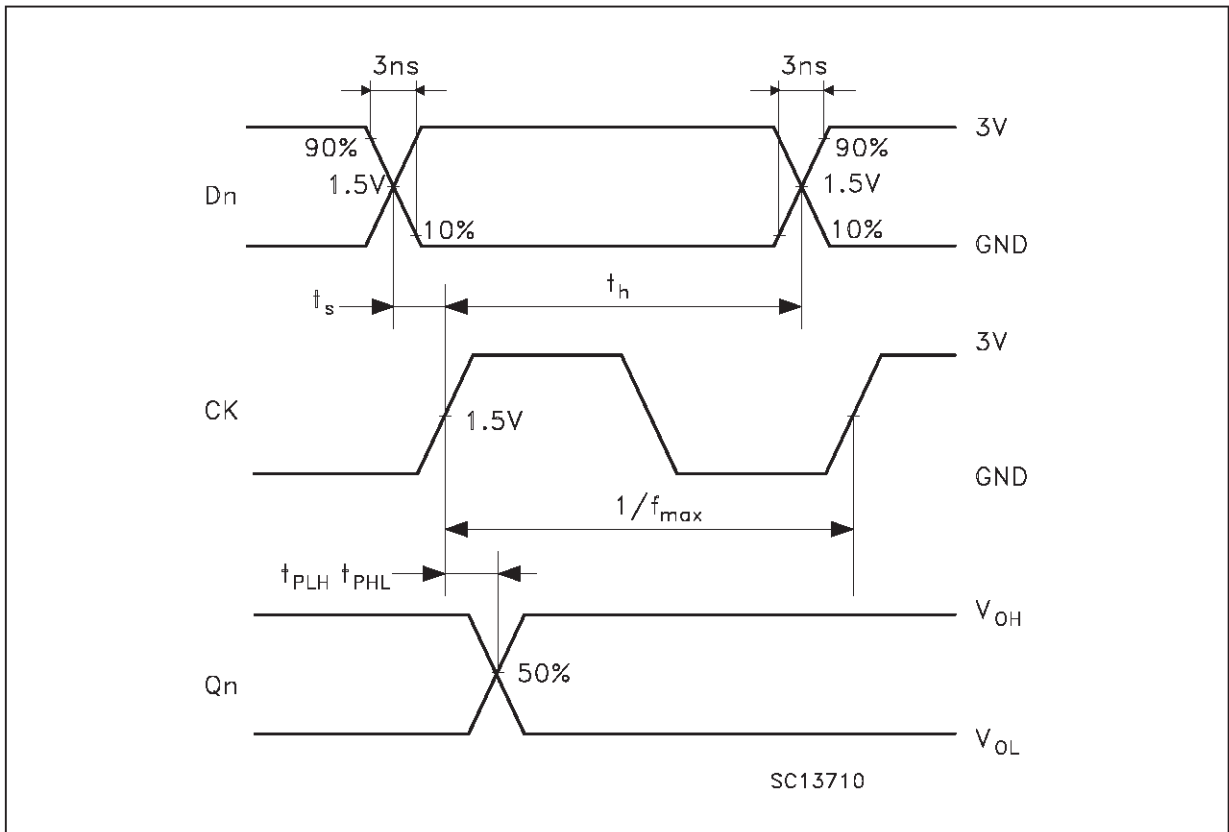 3ns 3ns
3V
90% 90%
Dn 1.5V 1.5V
10% 10%
GND
ts th
3V
CK 1.5V
GND
1/fmax
tPLH tPHL
VOH
Qn 50%
VOL
SC13710